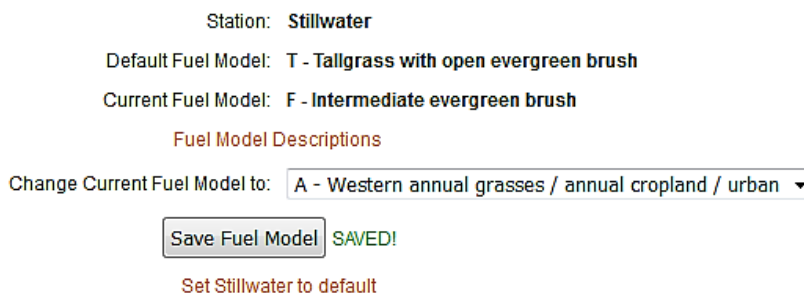 Station: Stillwater
Default Fuel Model: T - Tallgrass with open evergreen brush
Current Fuel Model: F - Intermediate evergreen brush
Fuel Model Descriptions
Change Current Fuel Model to: A - Western annual grasses / annual cropland / urban
Save Fuel Model SAVED!
Set Stillwater to default